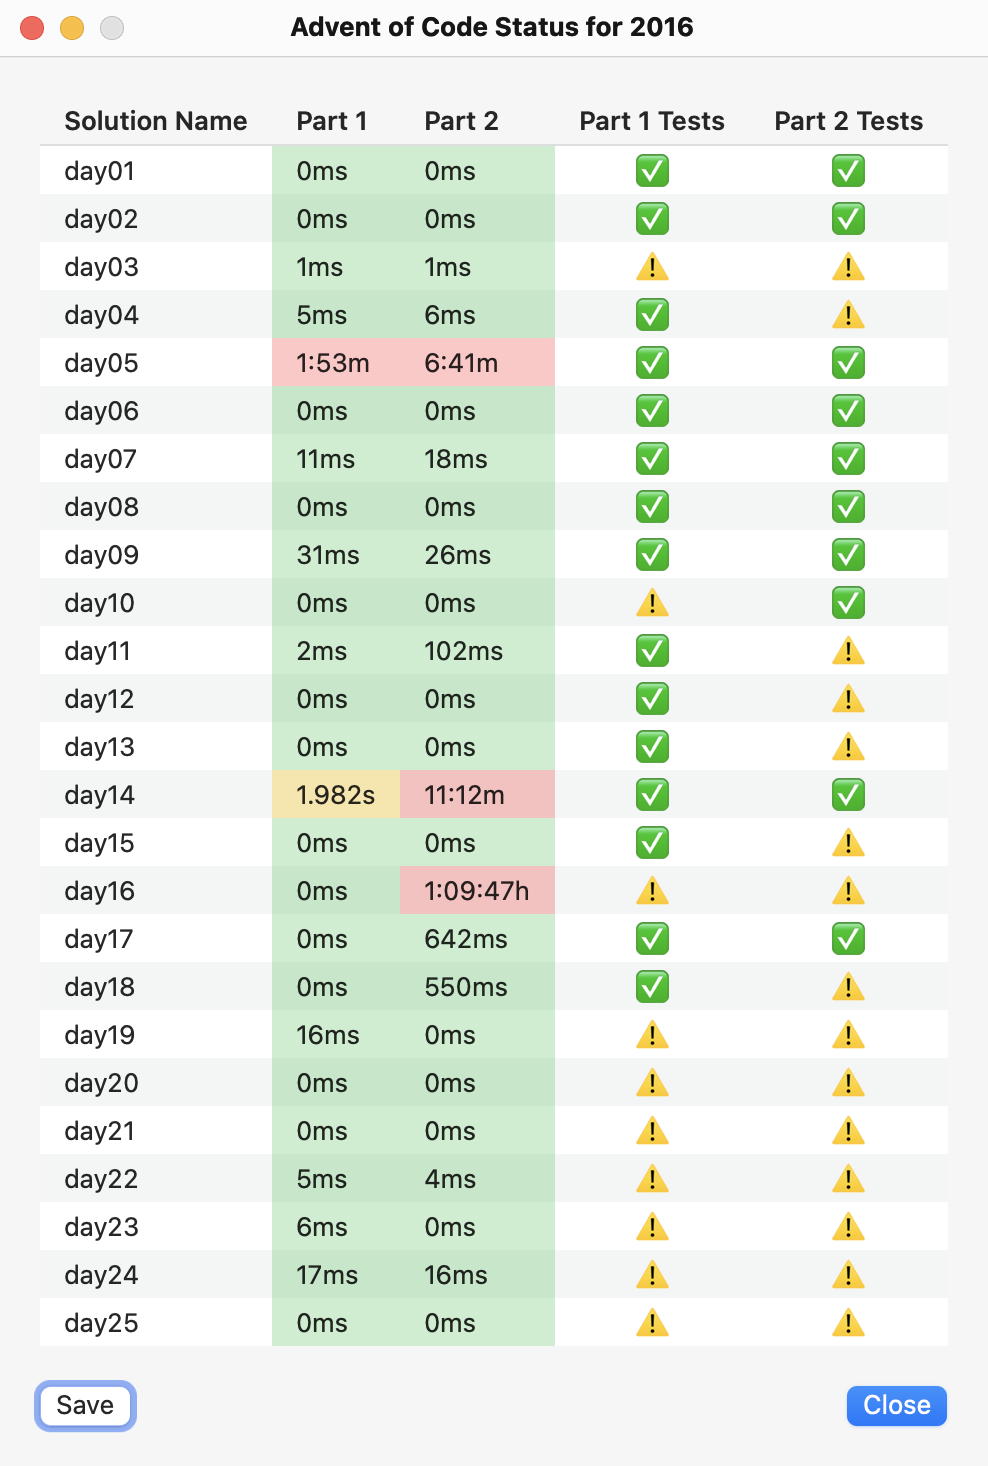 Advent of Code Status for 2016
Solution Name Part 1 Part 2 Part 1 Tests Part 2 Tests
day01 0ms 0ms
day02 0ms 0ms
day03 1ms 1ms
day04 5ms 6ms
day05 1:53m 6:41m
day06 0ms 0ms
day07 11ms 18ms
day08 0ms 0ms
day09 31ms 26ms
day10 0ms 0ms
day11 2ms 102ms
day12 0ms 0ms
day13 0ms 0ms
day14 1.982s 11:12m
day15 0ms 0ms
day16 0ms 1:09:47h
day17 0ms 642ms
day18 0ms 550ms
day19 16ms 0ms
day20 0ms 0ms
day21 0ms 0ms
day22 5ms 4ms
day23 6ms 0ms
day24 17ms 16ms
day25 0ms 0ms
Save Close